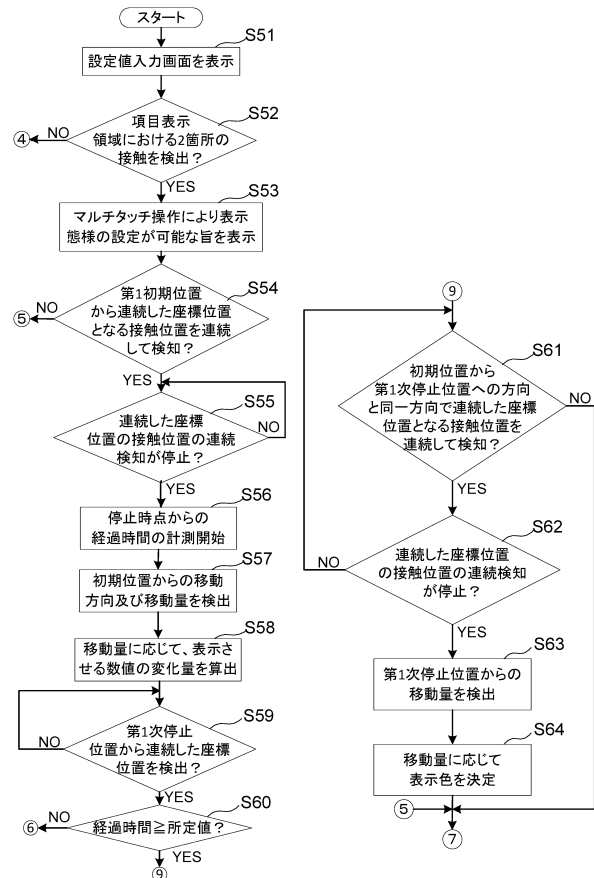 スタート
S51
設定値入力画面を表示
S52
項目表示
領域における2箇所の
接触を検出？
NO
④
YES
S53
マルチタッチ操作により表示
態様の設定が可能な旨を表示
S54
第1初期位置
から連続した座標位置
となる接触位置を連続
して検知？
NO
⑤
YES
S55
連続した座標
位置の接触位置の連続
検知が停止？
NO
YES
S56
停止時点からの
経過時間の計測開始
S57
初期位置からの移動
方向及び移動量を検出
S58
移動量に応じて、表示さ
せる数値の変化量を算出
S59
第1次停止
位置から連続した座標
位置を検出？
NO
YES
S60
経過時間≧所定値？
NO
⑥
YES
⑨
⑨
S61
初期位置から
第1次停止位置への方向
と同一方向で連続した座標
位置となる接触位置を
連続して検知？
NO
YES
S62
連続した座標位置
の接触位置の連続検知
が停止？
NO
YES
S63
第1次停止位置からの
移動量を検出
S64
移動量に応じて
表示色を決定
⑤
⑦